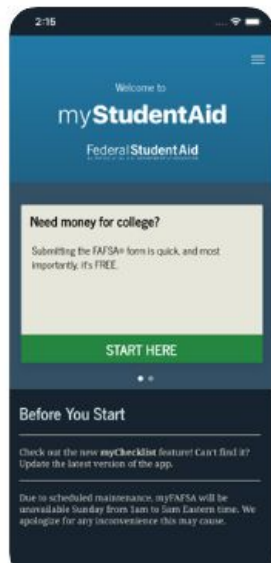 2:15
Welcome to
myStudentAid
Federal Student Aid
Need money for college?
Submitting the FAFSA® form is quick, and most
importantly, it's FREE.
START HERE
Before You Start
Check out the new myChecklist feature! Can't find it?
Update the latest version of the app.
Due to scheduled maintenance, myFAFSA will be
unavailable Sunday from 1am to 5am Eastern time. We
apologize for any inconvenience this may cause.